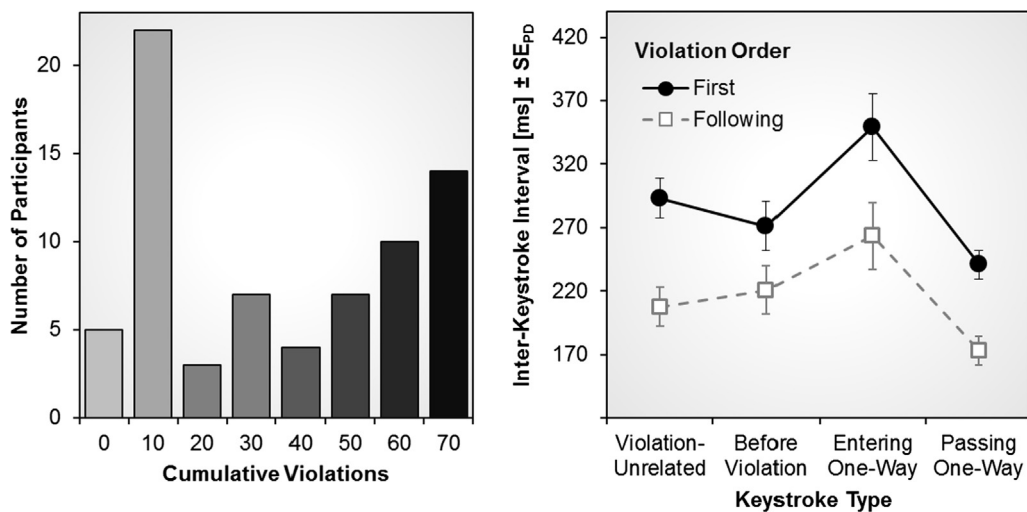 Number of Participants
20
15
10
5
0
0 10 20 30 40 50 60 70
Cumulative Violations
Inter-Keystroke Interval [ms] ± SE_PD
420
370
320
270
220
170
Violation Order
First
Following
Violation- Before Entering Passing
Unrelated Violation One-Way One-Way
Keystroke Type